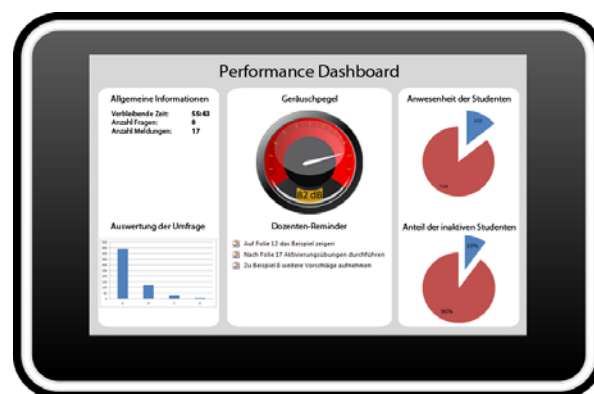 Performance Dashboard
Allgemeine Informationen
Verbleibende Zeit: 55:43
Anzahl Fragen: 6
Anzahl Meldungen: 17
Geräuschpegel
82 dB
Anwesenheit der Studenten
Auswertung der Umfrage
Dozenten-Reminder
Auf Folie 12 das Beispiel zeigen
Nach Folie 17 Aktivierungsübungen durchführen
Zu Beispiel 8 weitere Vorschläge aufnehmen
Anteil der inaktiven Studenten
10%
90%